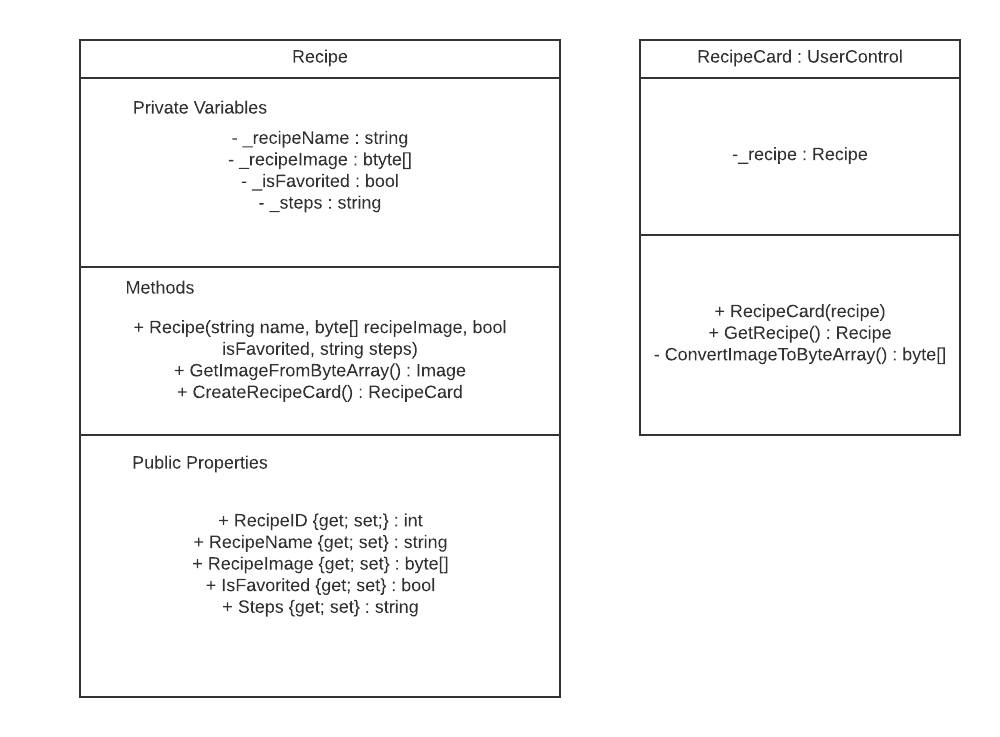 Recipe
Private Variables
- _recipeName : string
- _recipeImage : btyte[]
- _isFavorited : bool
- _steps : string
Methods
+ Recipe(string name, byte[] recipeImage, bool
isFavorited, string steps)
+ GetImageFromByteArray() : Image
+ CreateRecipeCard() : RecipeCard
Public Properties
+ RecipeID {get; set;} : int
+ RecipeName {get; set} : string
+ RecipeImage {get; set} : byte[]
+ IsFavorited {get; set} : bool
+ Steps {get; set} : string
RecipeCard : UserControl
-_recipe : Recipe
+ RecipeCard(recipe)
+ GetRecipe() : Recipe
- ConvertImageToByteArray() : byte[]